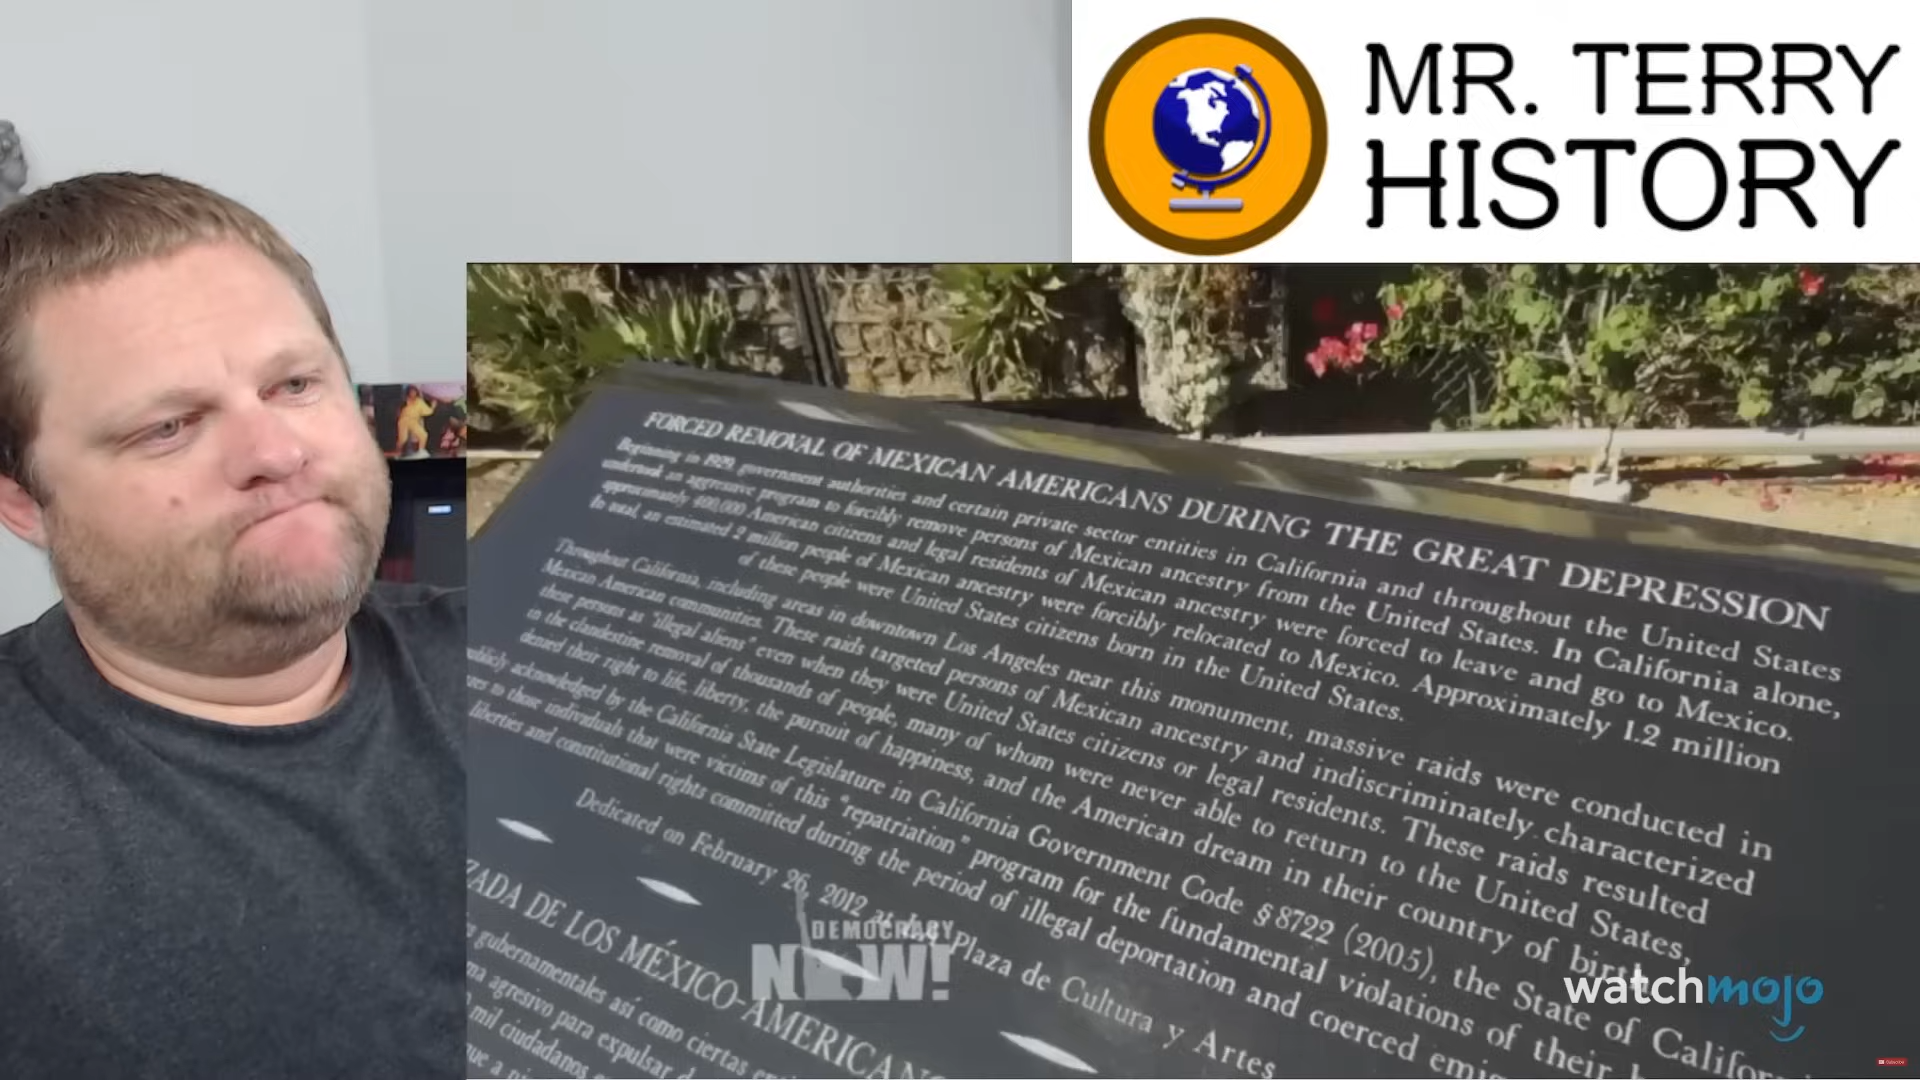 MR. TERRY
HISTORY
FORCED REMOVAL OF MEXICAN AMERICANS DURING THE GREAT DEPRESSION
Beginning in 1929, government authorities and certain private sector entities in California and throughout the United States
undertook an aggressive program to forcibly remove persons of Mexican ancestry from the United States. In California alone,
approximately 400,000 American citizens and legal residents of Mexican ancestry were forced to leave and go to Mexico.
In total, an estimated 2 million people of Mexican ancestry were forcibly relocated to Mexico. Approximately 1.2 million
of these people were United States citizens born in the United States.
Throughout California, including areas in downtown Los Angeles near this monument, massive raids were conducted in
Mexican American communities. These raids targeted persons of Mexican ancestry and indiscriminately characterized
these persons as "illegal aliens" even when they were United States citizens or legal residents. These raids resulted
in the clandestine removal of thousands of people, many of whom were never able to return to the United States,
denied their right to life, liberty, the pursuit of happiness, and the American dream in their country of birth.
acknowledged by the California State Legislature in California Government Code § 8722 (2005), the State of
to those individuals that were victims of this "repatriation" program for the fundamental violations of their
liberties and constitutional rights committed during the period of illegal deportation and coerced
Dedicated on February 26, 2012 at Plaza de Cultura y Artes
DEMOCRACY
NOW!
DE LOS MÉXICO-
gubernamentales así como ciertas
agresivo para expulsar
mil ciudadanos
watchmojo
Subscribe